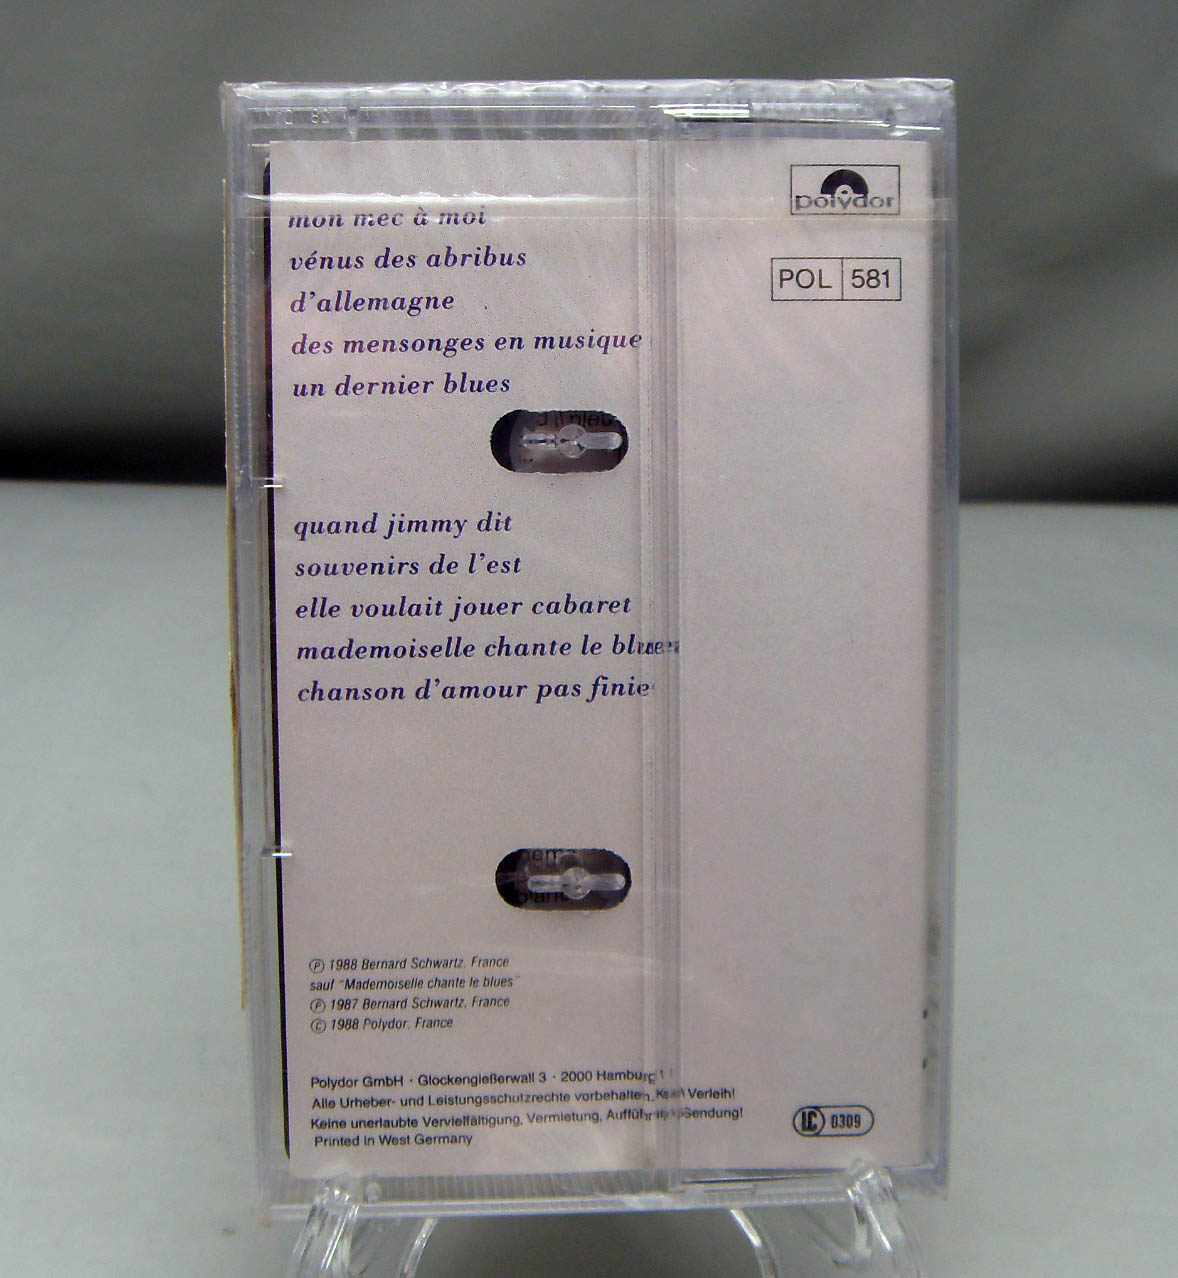 polydor
POL 581
mon mec à moi
vénus des abribus
d'allemagne
des mensonges en musique
un dernier blues
quand jimmy dit
souvenirs de l'est
elle voulait jouer cabaret
mademoiselle chante le blues
chanson d'amour pas finie
Ⓟ 1988 Bernard Schwartz, France
sauf "Mademoiselle chante le blues"
Ⓟ 1987 Bernard Schwartz, France
Ⓒ 1988 Polydor, France
Polydor GmbH · Glockengießerwall 3 · 2000 Hamburg 1
Alle Urheber- und Leistungsschutzrechte vorbehalten. Kein Verleih!
Keine unerlaubte Vervielfältigung, Vermietung, Aufführung, Sendung!
Printed in West Germany
LC 0309